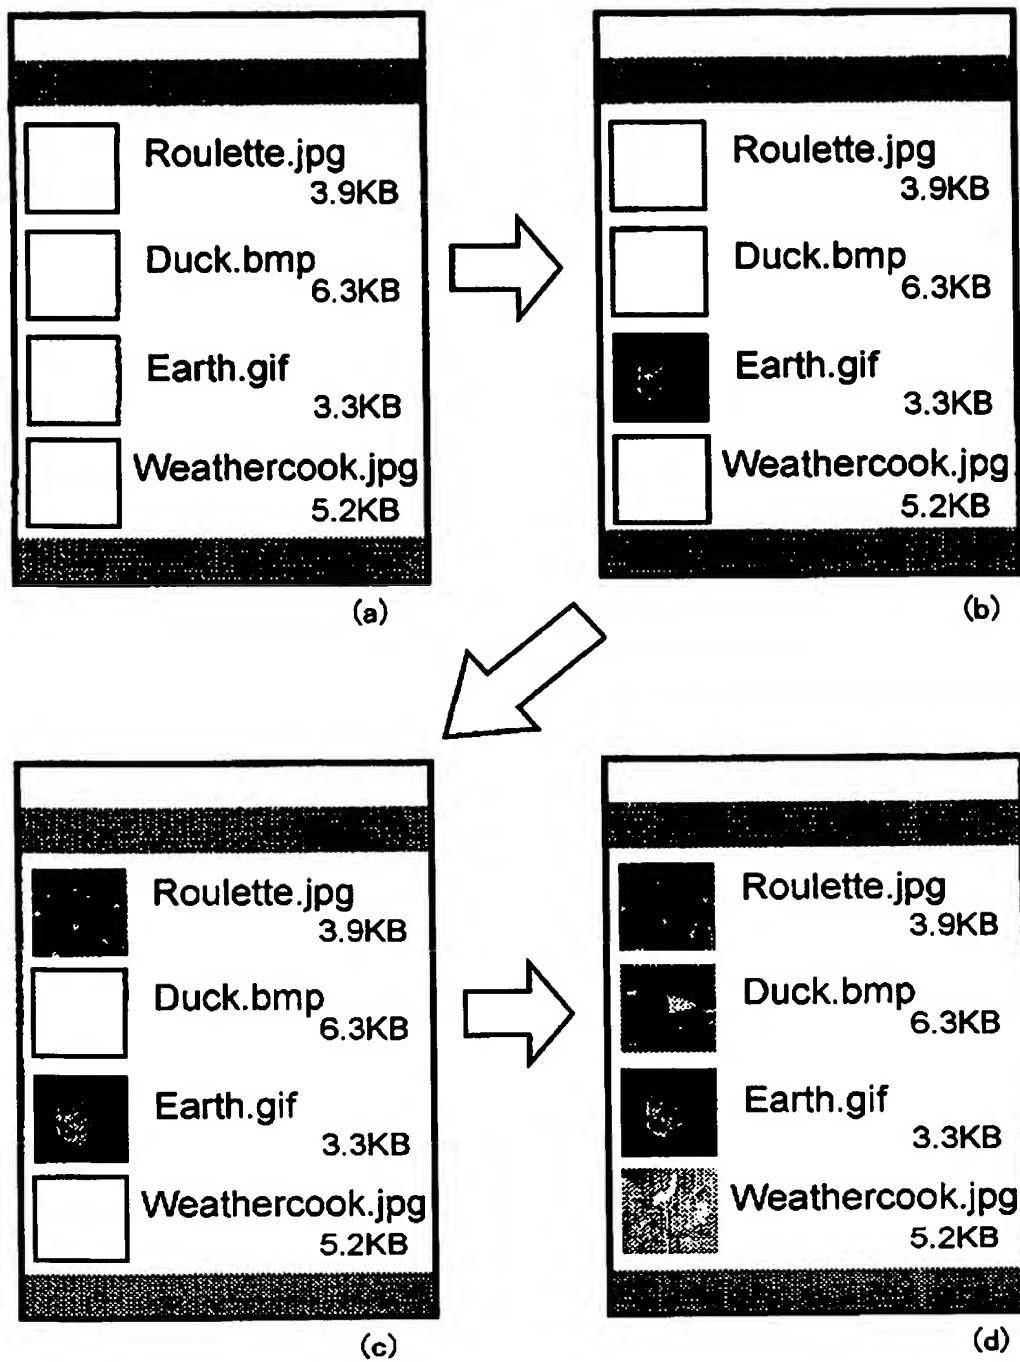 Roulette.jpg
3.9KB
Duck.bmp
6.3KB
Earth.gif
3.3KB
Weathercook.jpg
5.2KB
(a)
Roulette.jpg
3.9KB
Duck.bmp
6.3KB
Earth.gif
3.3KB
Weathercook.jpg
5.2KB
(b)
Roulette.jpg
3.9KB
Duck.bmp
6.3KB
Earth.gif
3.3KB
Weathercook.jpg
5.2KB
(c)
Roulette.jpg
3.9KB
Duck.bmp
6.3KB
Earth.gif
3.3KB
Weathercook.jpg
5.2KB
(d)